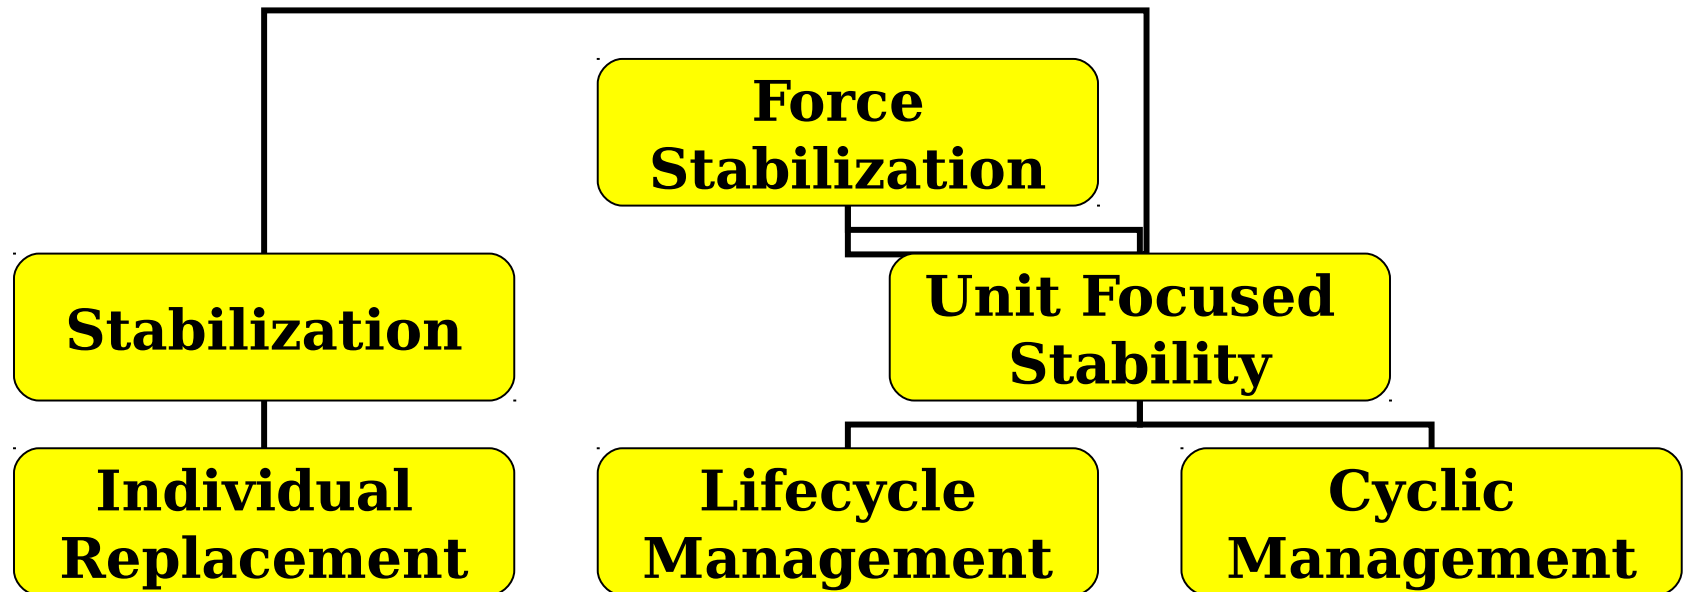 Force
Stabilization
Stabilization
Unit Focused
Stability
Individual
Replacement
Lifecycle
Management
Cyclic
Management